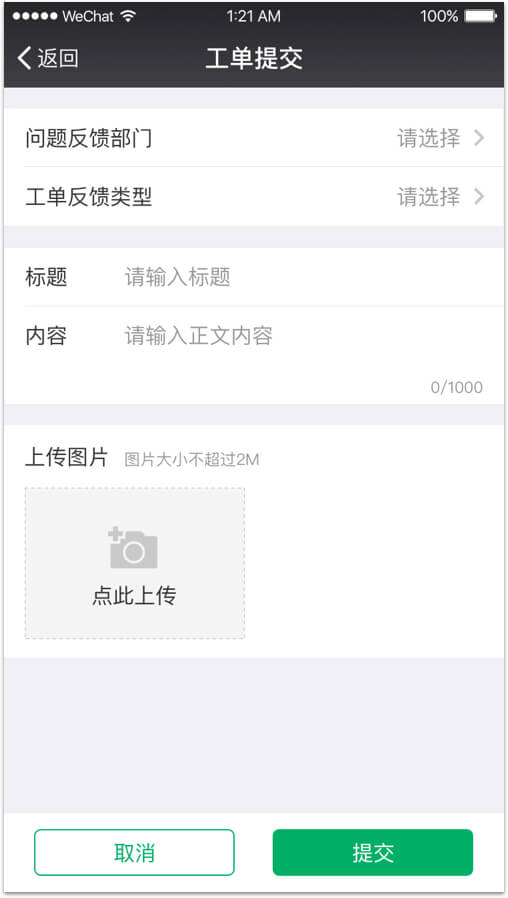 WeChat 1:21 AM 100%
返回 工单提交
问题反馈部门 请选择
工单反馈类型 请选择
标题 请输入标题
内容 请输入正文内容
0/1000
上传图片 图片大小不超过2M
点此上传
取消 提交